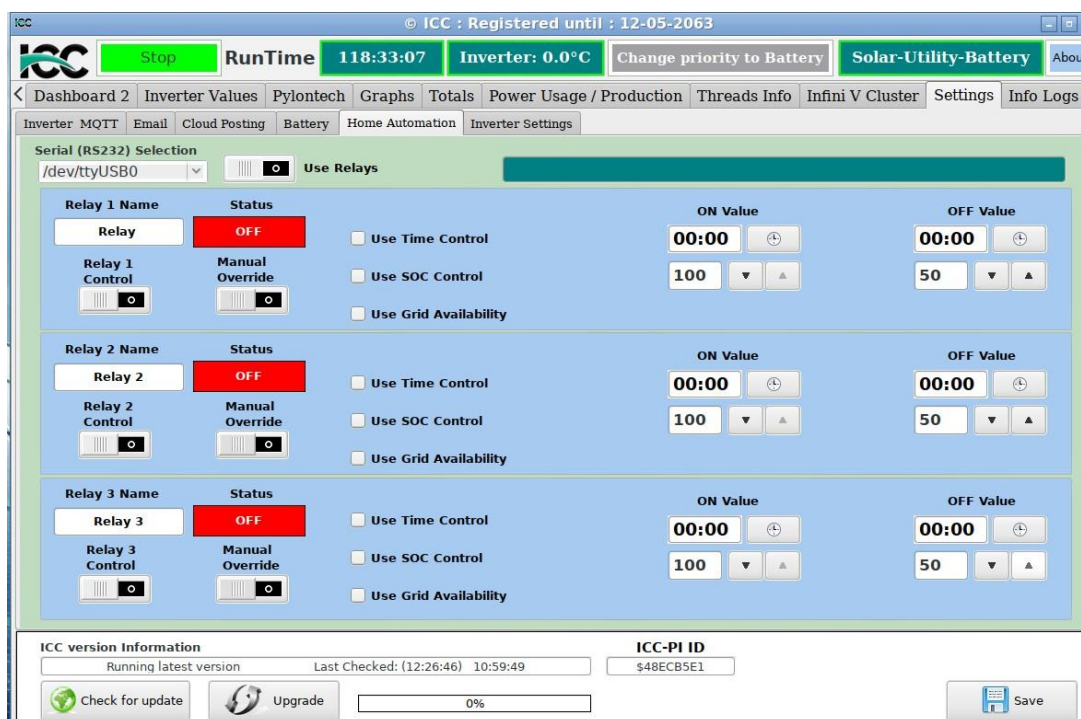 ICC
© ICC : Registered until : 12-05-2063
ICC Stop RunTime 118:33:07 Inverter: 0.0°C Change priority to Battery Solar-Utility-Battery Abou
Dashboard 2 Inverter Values Pylontech Graphs Totals Power Usage / Production Threads Info Infini V Cluster Settings Info Logs
Inverter MQTT Email Cloud Posting Battery Home Automation Inverter Settings
Serial (RS232) Selection
/dev/ttyUSB0 Use Relays
Relay 1 Name Status ON Value OFF Value
Relay OFF Use Time Control 00:00 00:00
Relay 1 Control Manual Override Use SOC Control 100 50
Use Grid Availability
Relay 2 Name Status ON Value OFF Value
Relay 2 OFF Use Time Control 00:00 00:00
Relay 2 Control Manual Override Use SOC Control 100 50
Use Grid Availability
Relay 3 Name Status ON Value OFF Value
Relay 3 OFF Use Time Control 00:00 00:00
Relay 3 Control Manual Override Use SOC Control 100 50
Use Grid Availability
ICC version Information ICC-PI ID
Running latest version Last Checked: (12:26:46) 10:59:49 $48ECB5E1
Check for update Upgrade 0% Save